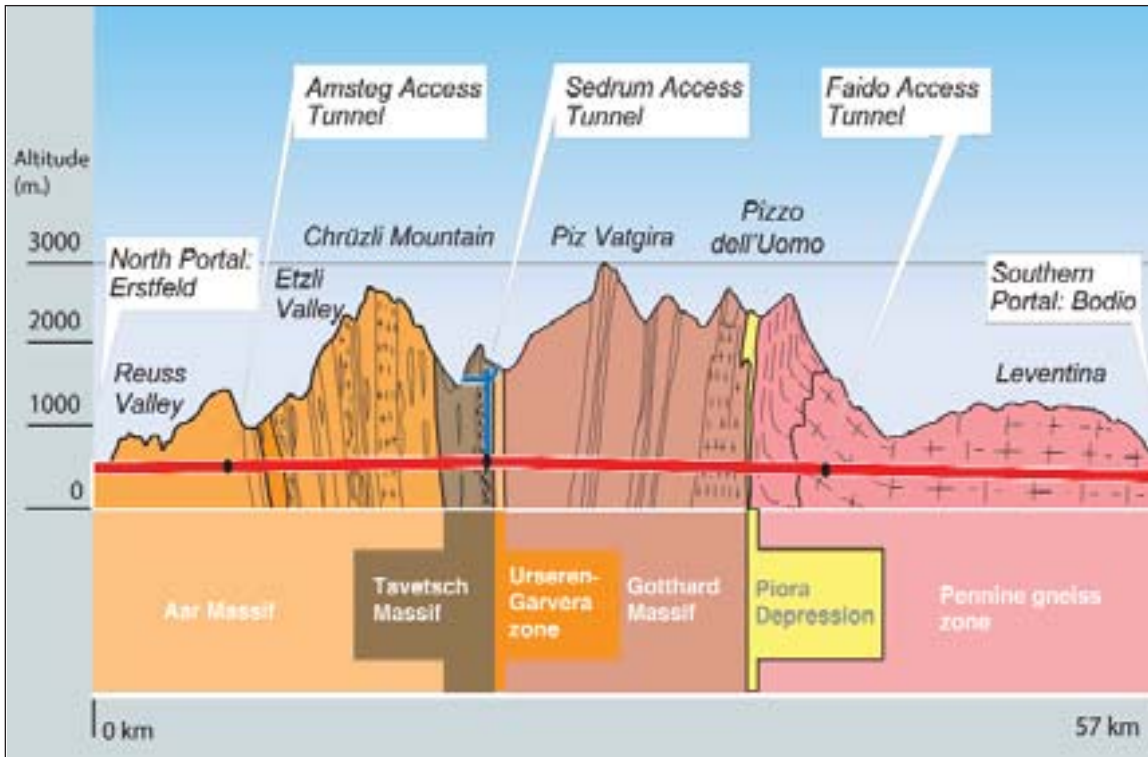 Amsteg Access
Tunnel
Sedrum Access
Tunnel
Faido Access
Tunnel
Altitude
(m.)
3000
2000
1000
0
North Portal:
Erstfeld
Reuss
Valley
Etzli
Valley
Chrüzli Mountain
Piz Vatgira
Pizzo
dell'Uomo
Southern
Portal: Bodio
Leventina
Aar Massif
Tavetsch
Massif
Urseren-
Garvera
zone
Gotthard
Massif
Piora
Depression
Pennine gneiss
zone
0 km
57 km